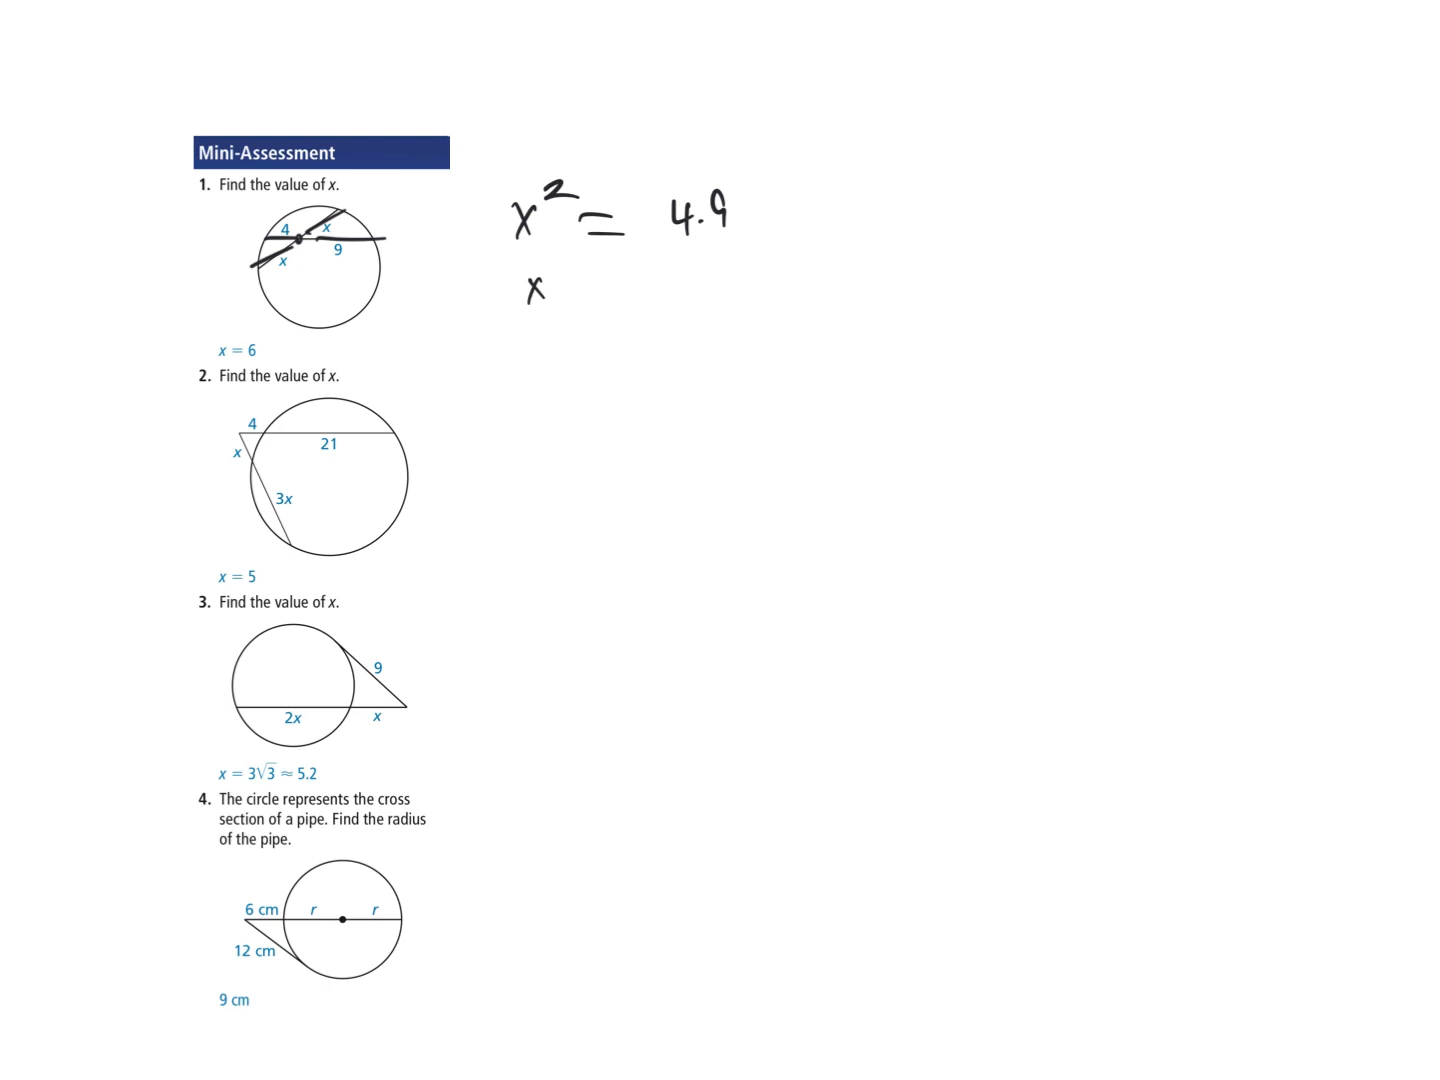 Mini-Assessment
1. Find the value of x.
4
x
9
x
x = 6
2. Find the value of x.
4
21
x
3x
x = 5
3. Find the value of x.
9
2x
x
x = 3√3 ≈ 5.2
4. The circle represents the cross
section of a pipe. Find the radius
of the pipe.
6 cm
r
r
12 cm
9 cm
x² = 4.9
x